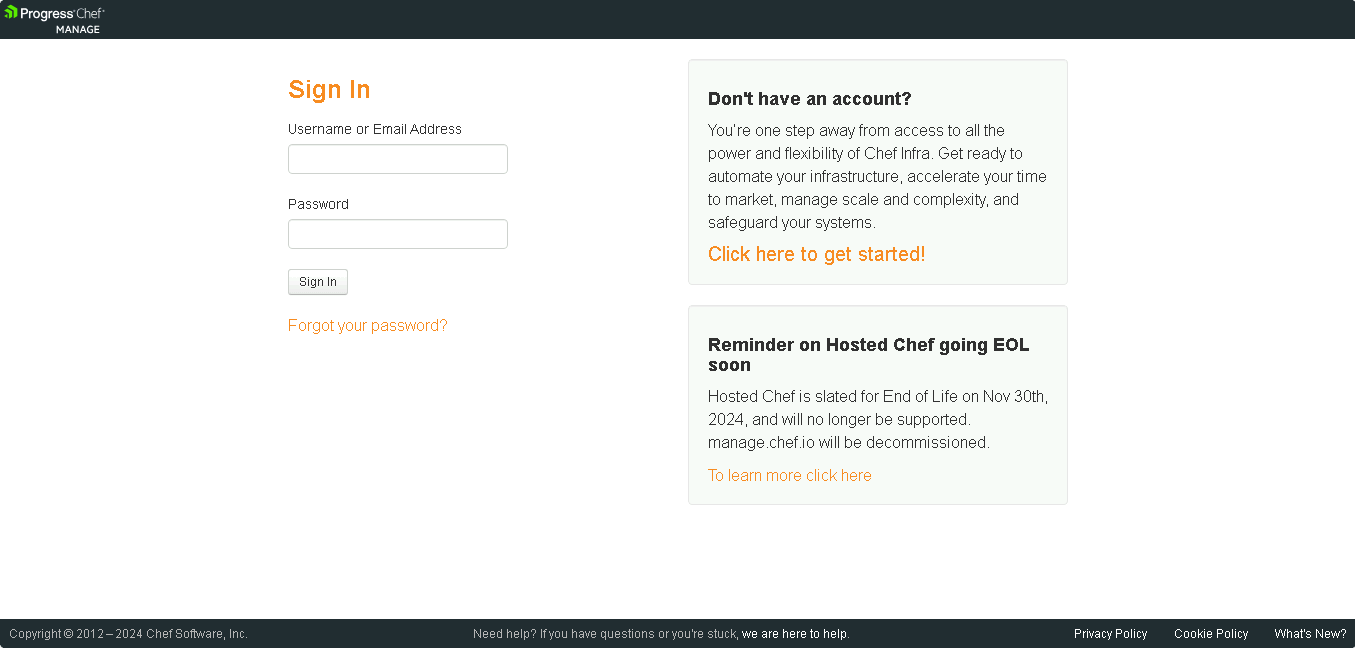 Progress Chef
MANAGE
Sign In
Username or Email Address
Password
Sign In
Forgot your password?
Don't have an account?
You're one step away from access to all the
power and flexibility of Chef Infra. Get ready to
automate your infrastructure, accelerate your time
to market, manage scale and complexity, and
safeguard your systems.
Click here to get started!
Reminder on Hosted Chef going EOL
soon
Hosted Chef is slated for End of Life on Nov 30th,
2024, and will no longer be supported.
manage.chef.io will be decommissioned.
To learn more click here
Copyright © 2012 – 2024 Chef Software, Inc.
Need help? If you have questions or you're stuck, we are here to help.
Privacy Policy
Cookie Policy
What's New?